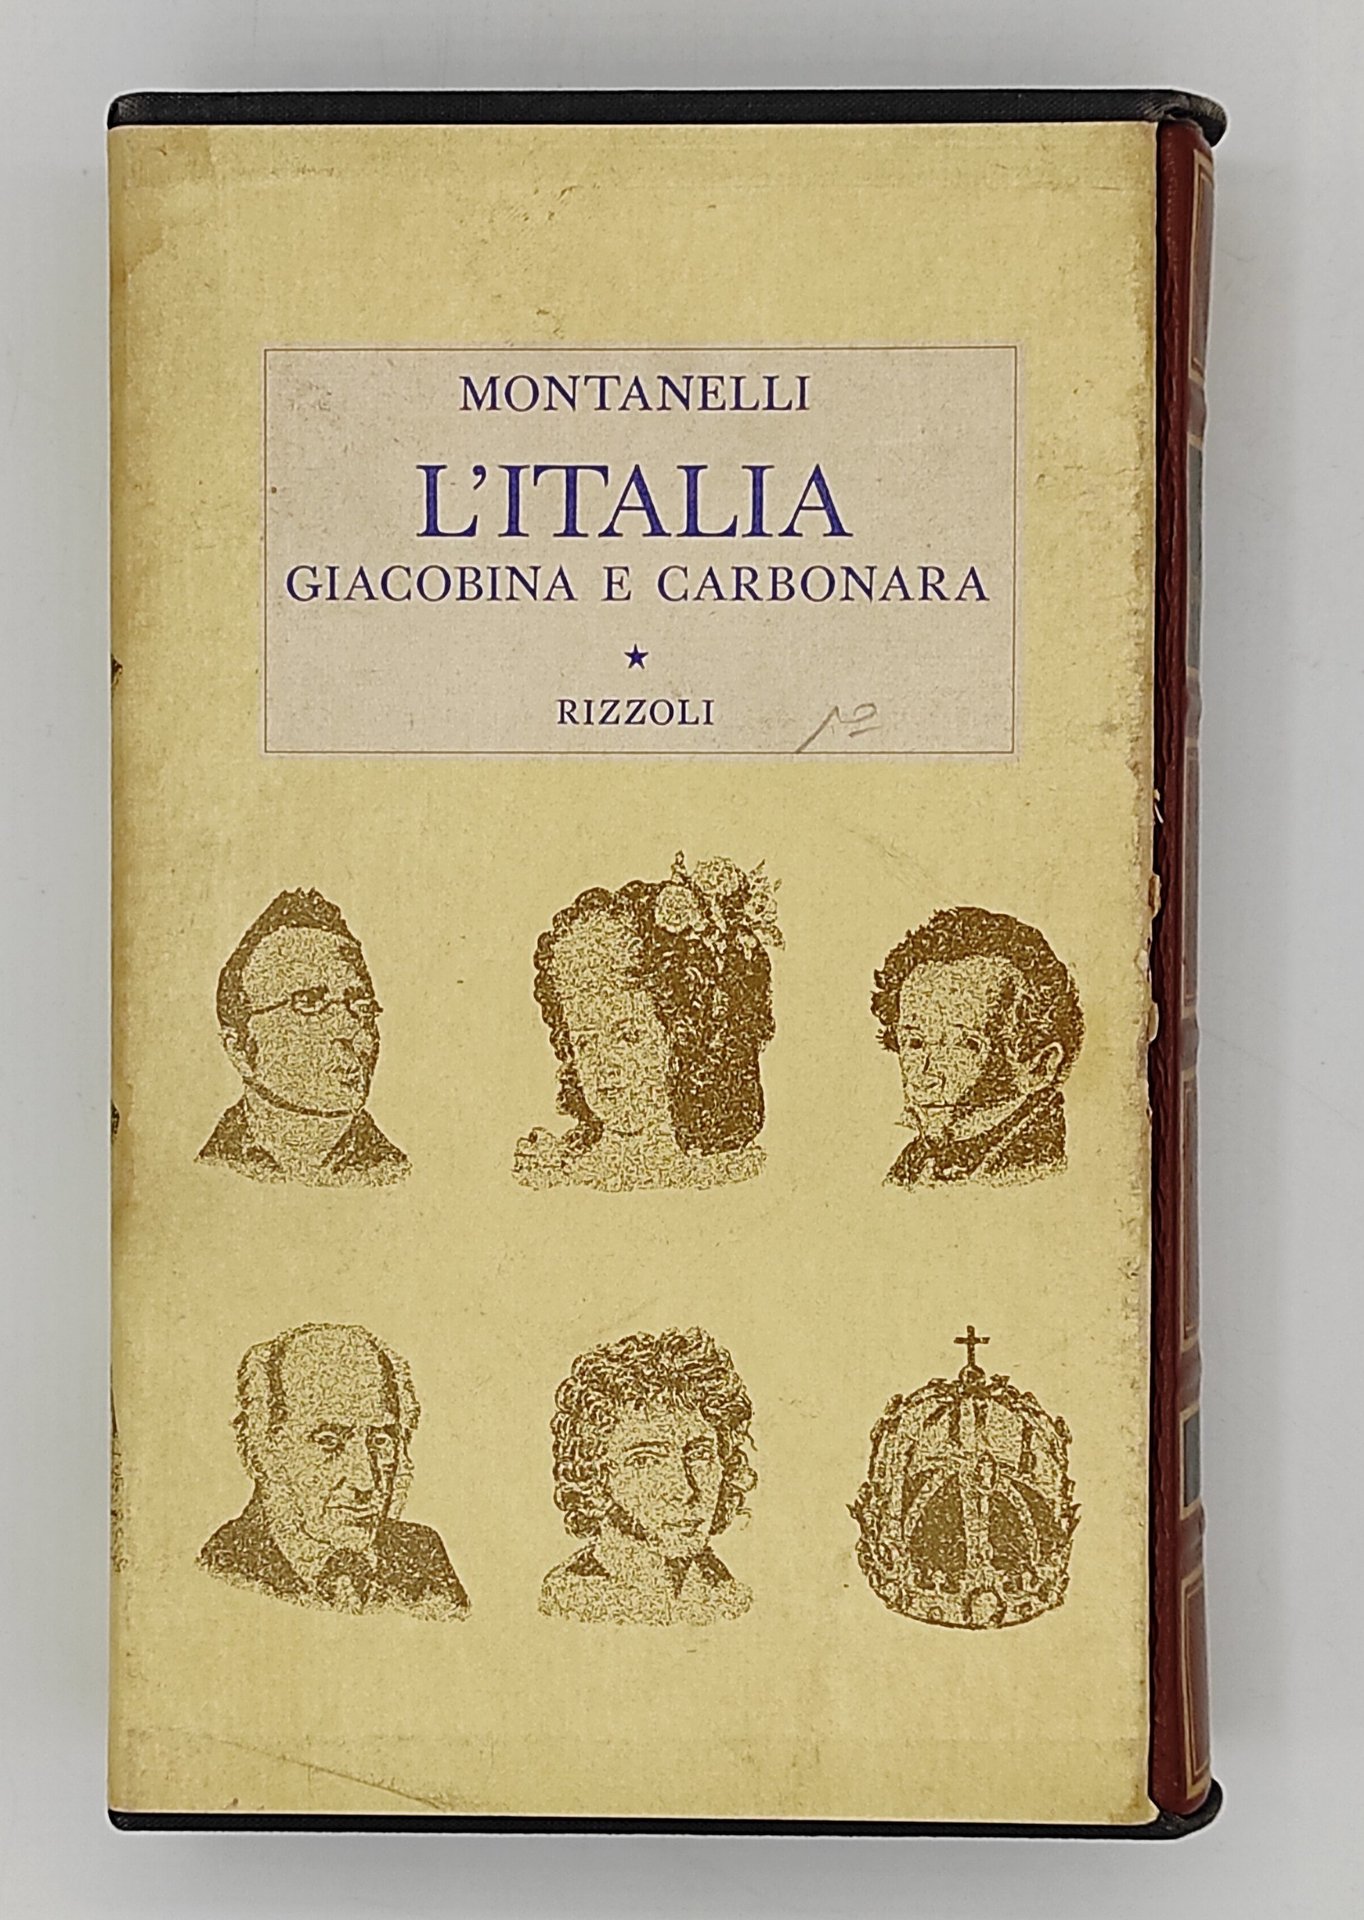 MONTANELLI
L'ITALIA
GIACOBINA E CARBONARA
RIZZOLI